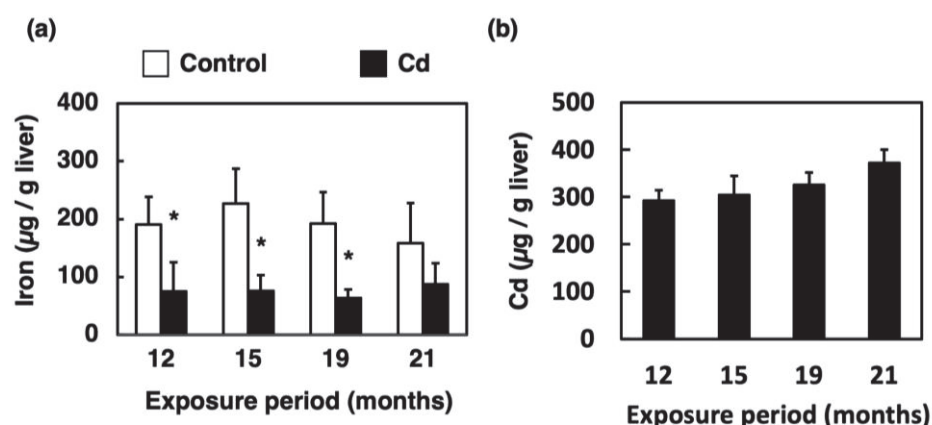 (a)
Control Cd
Iron (µg / g liver)
400
300
200
100
0
*
*
*
12 15 19 21
Exposure period (months)
(b)
Cd (µg / g liver)
500
400
300
200
100
0
12 15 19 21
Exposure period (months)